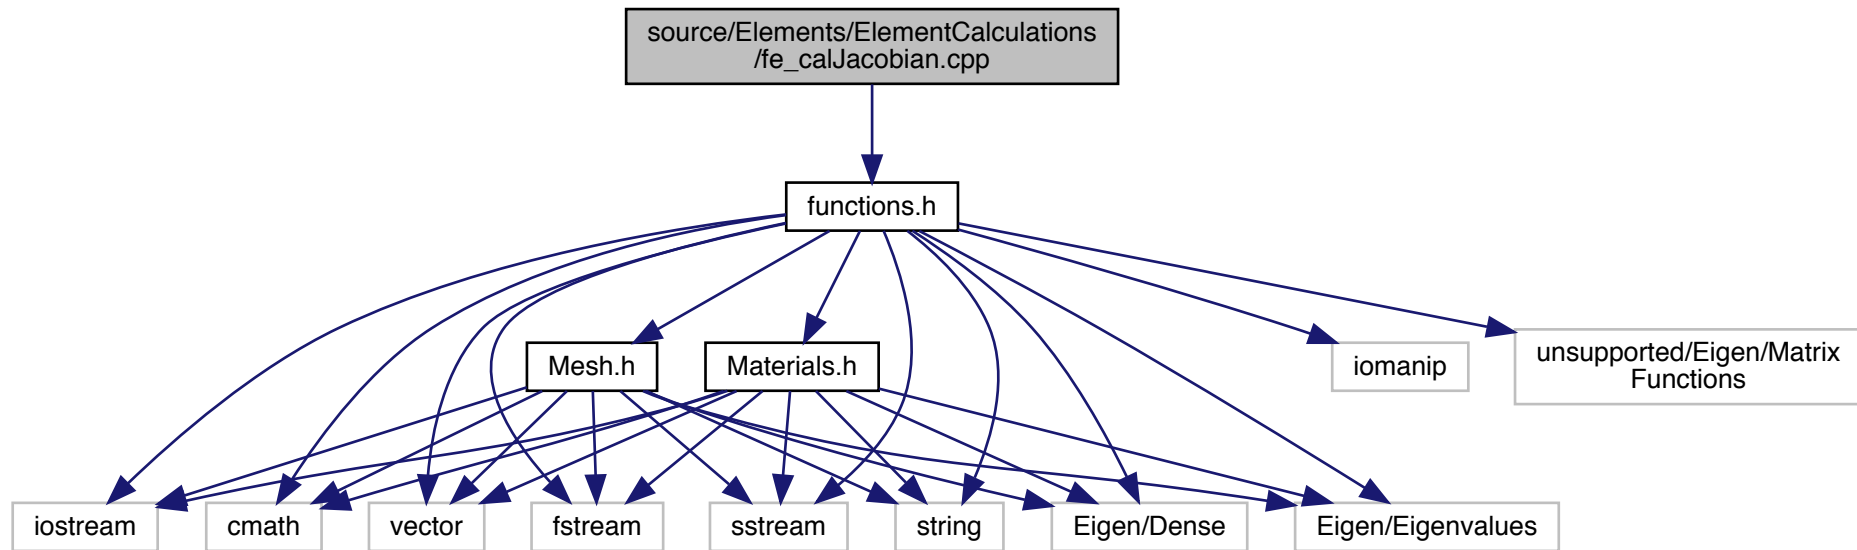 source/Elements/ElementCalculations
/fe_calJacobian.cpp
functions.h
Mesh.h
Materials.h
iomanip
unsupported/Eigen/Matrix
Functions
iostream
cmath
vector
fstream
sstream
string
Eigen/Dense
Eigen/Eigenvalues